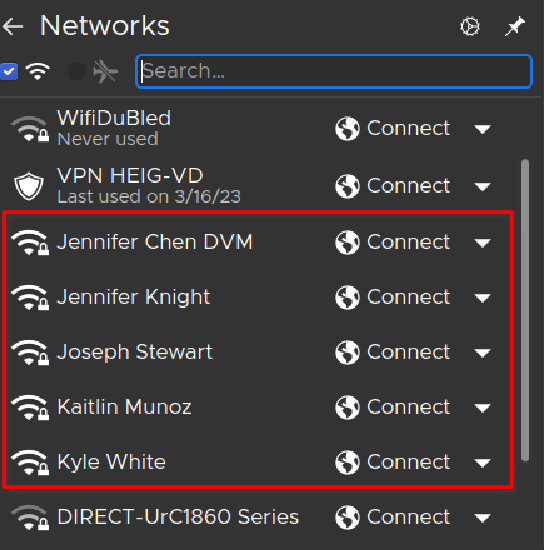 Networks
Search...
WifiDuBled
Connect
Never used
VPN HEIG-VD
Connect
Last used on 3/16/23
Jennifer Chen DVM
Connect
Jennifer Knight
Connect
Joseph Stewart
Connect
Kaitlin Munoz
Connect
Kyle White
Connect
DIRECT-UrC1860 Series
Connect